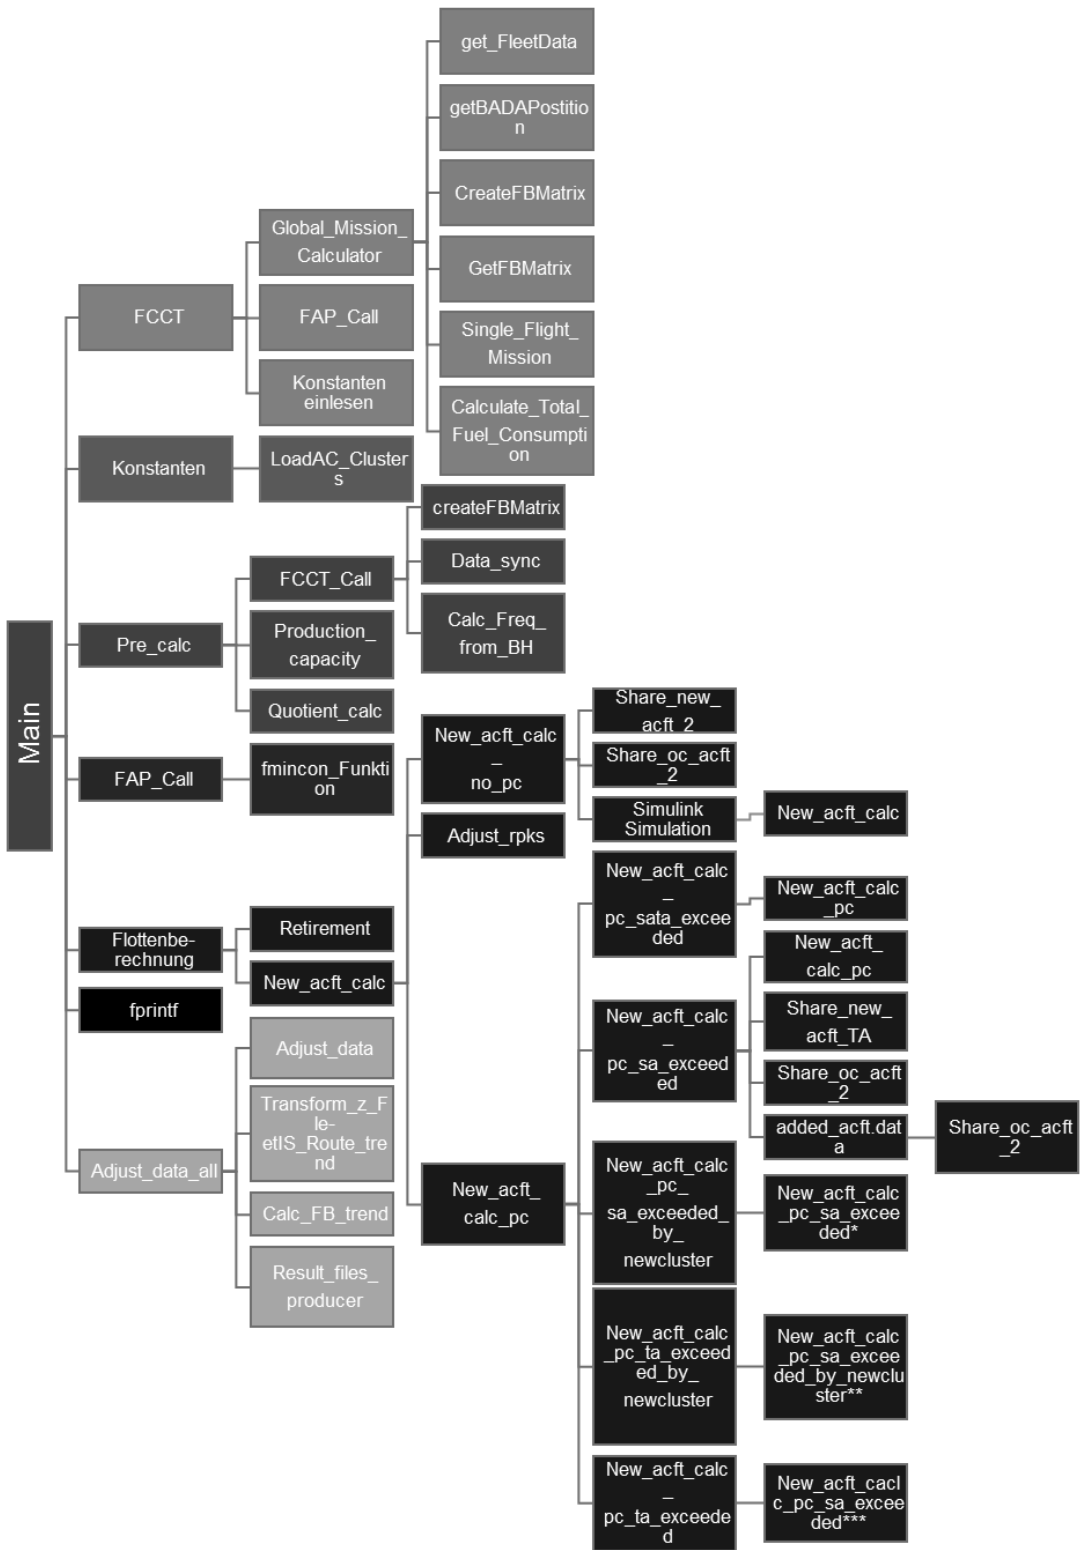 Main
FCCT
Global_Mission_
Calculator
get_FleetData
getBADAPostitio
n
CreateFBMatrix
GetFBMatrix
Single_Flight_
Mission
Calculate_Total_
Fuel_Consumpti
on
FAP_Call
Konstanten
einlesen
Konstanten
LoadAC_Cluster
s
Pre_calc
FCCT_Call
createFBMatrix
Data_sync
Calc_Freq_
from_BH
Production_
capacity
Quotient_calc
FAP_Call
fmincon_Funkti
on
Flottenbe-
rechnung
Retirement
New_acft_calc
New_acft_calc
_
no_pc
Share_new_
acft_2
Share_oc_acft
_2
Simulink
Simulation
New_acft_calc
Adjust_rpks
New_acft_
calc_pc
New_acft_calc
_
pc_sata_excee
ded
New_acft_calc
_pc
New_acft_calc
_
pc_sa_exceed
ed
New_acft_
calc_pc
Share_new_
acft_TA
Share_oc_acft
_2
added_acft.dat
a
Share_oc_acft
_2
New_acft_calc
_pc_
sa_exceeded_
by_
newcluster
New_acft_calc
_pc_sa_excee
ded*
New_acft_calc
_pc_ta_exceed
ed_by_
newcluster
New_acft_calc
_pc_sa_excee
ded_by_newclu
ster**
New_acft_calc
_
pc_ta_exceede
d
New_acft_cacl
c_pc_sa_excee
ded***
fprintf
Adjust_data_all
Adjust_data
Transform_z_F
le-
etIS_Route_tre
nd
Calc_FB_trend
Result_files_
producer